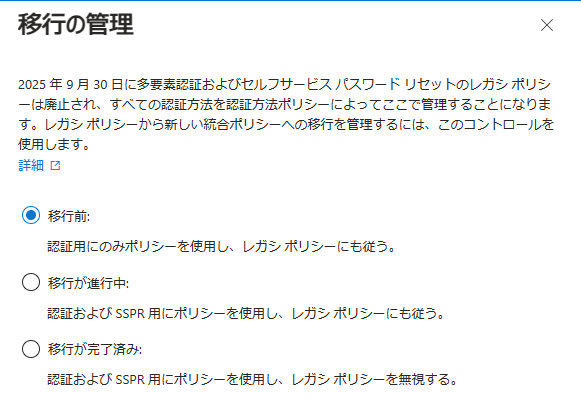 移行の管理
2025 年 9 月 30 日に多要素認証およびセルフサービス パスワード リセットのレガシ ポリシ
ーは廃止され、すべての認証方法を認証方法ポリシーによってここで管理することになりま
す。レガシ ポリシーから新しい統合ポリシーへの移行を管理するには、このコントロールを
使用します。
詳細
移行前:
認証用にのみポリシーを使用し、レガシ ポリシーにも従う。
移行が進行中:
認証および SSPR 用にポリシーを使用し、レガシ ポリシーにも従う。
移行が完了済み:
認証および SSPR 用にポリシーを使用し、レガシ ポリシーを無視する。